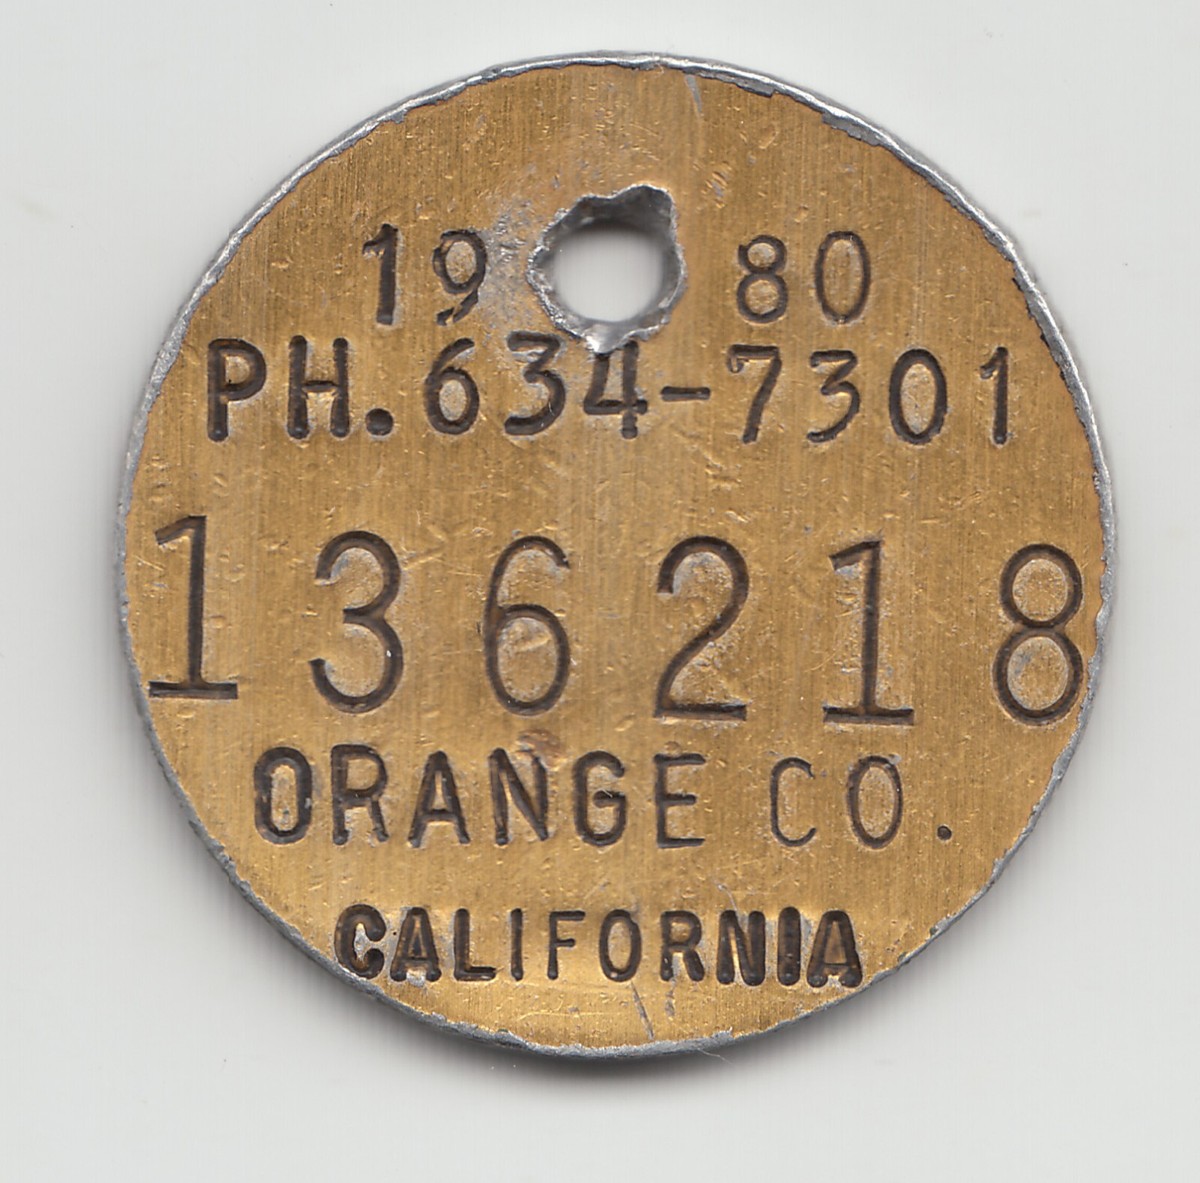 19 80
PH. 634-7301
136218
ORANGE CO.
CALIFORNIA